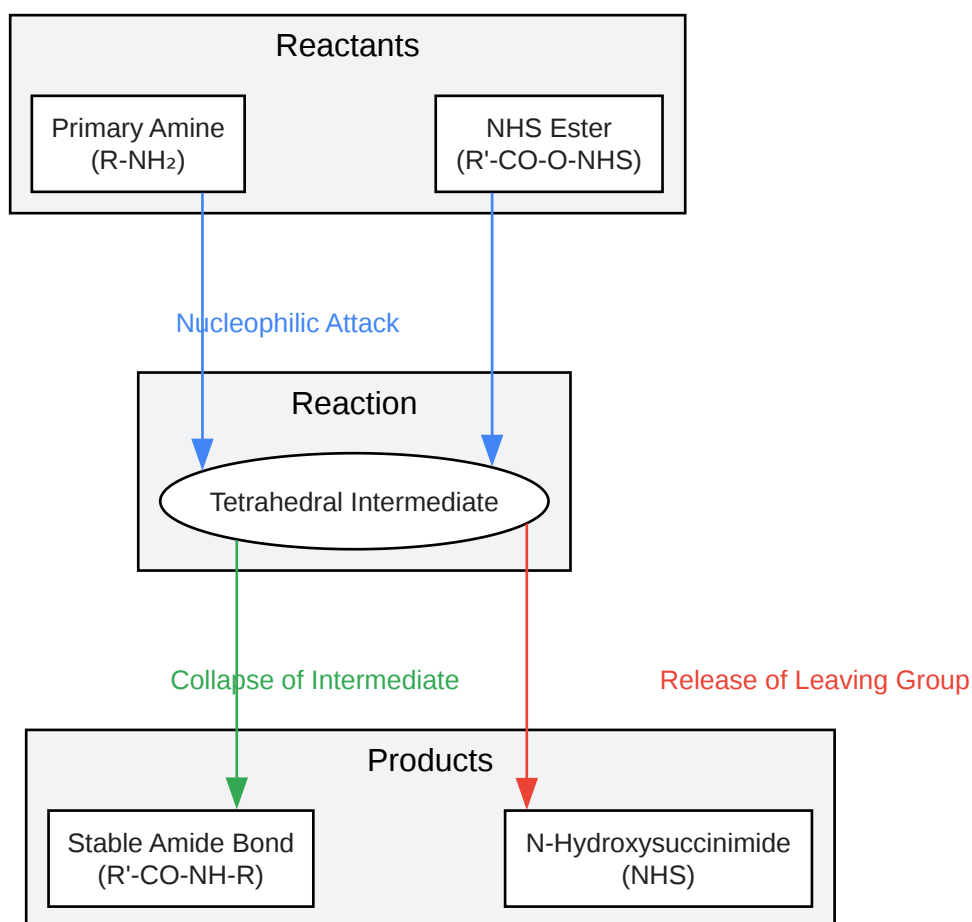 Reactants
Primary Amine
(R-NH₂)
NHS Ester
(R'-CO-O-NHS)
Nucleophilic Attack
Reaction
Tetrahedral Intermediate
Collapse of Intermediate
Release of Leaving Group
Products
Stable Amide Bond
(R'-CO-NH-R)
N-Hydroxysuccinimide
(NHS)